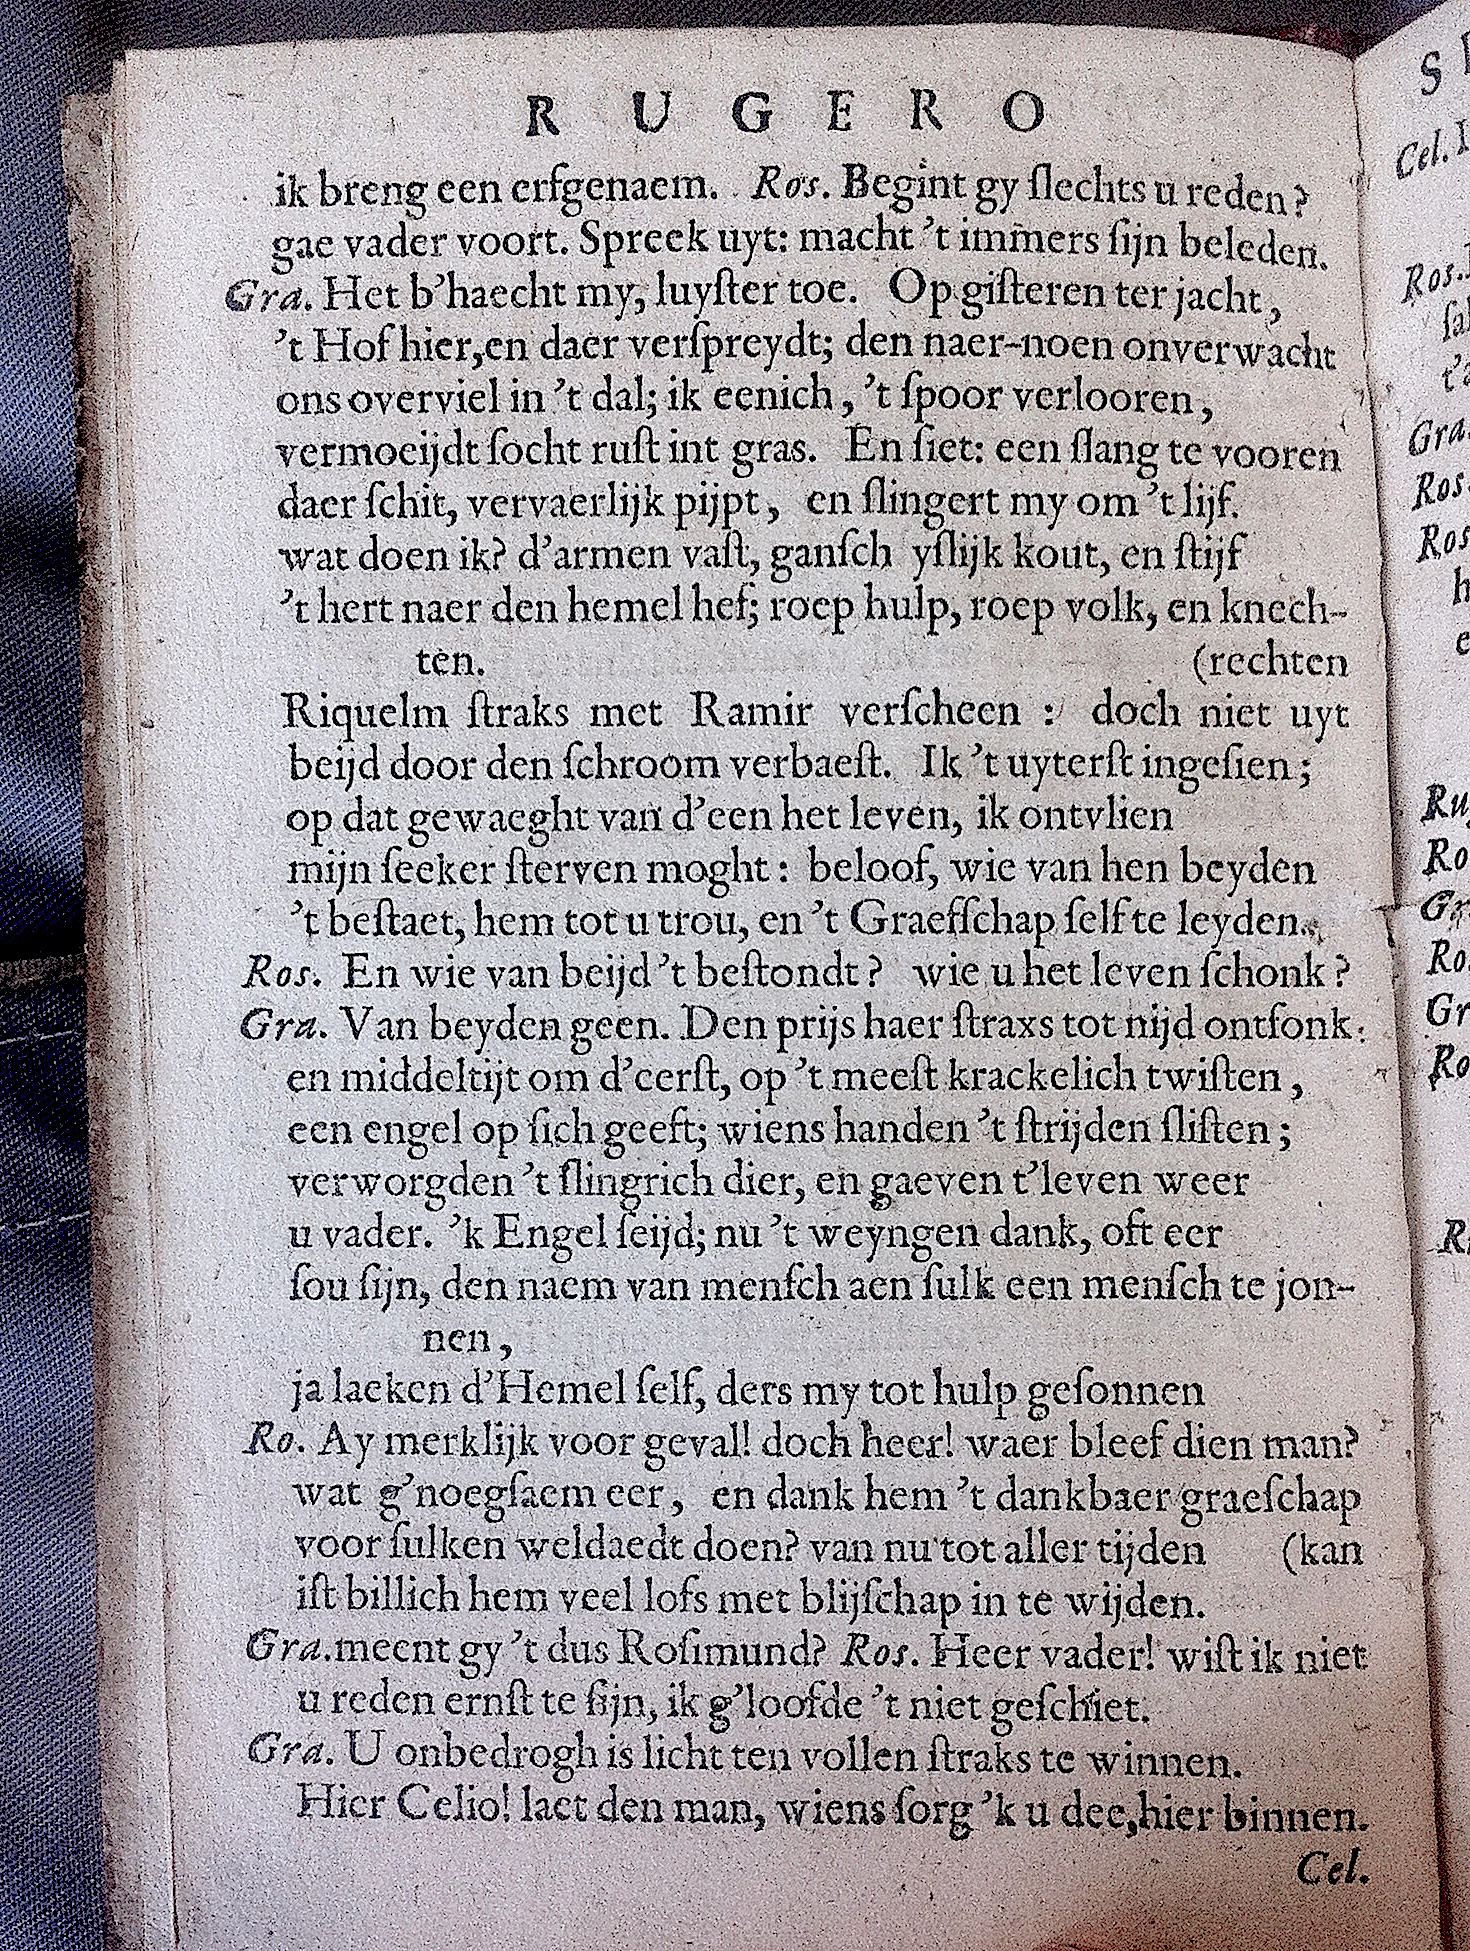 R U G E R O
ik breng een erfgenaem. Ros. Begint gy ſlechts u reden?
gae vader voort. Spreek uyt: macht 't immers ſijn beleden.
Gra. Het b'haecht my, luyſter toe. Op giſteren ter jacht,
't Hof hier, en daer verſpreydt; den naer-noen onverwacht
ons overviel in 't dal; ik eenich, 't ſpoor verlooren,
vermoeijdt ſocht ruſt int gras. En ſiet: een ſlang te vooren
daer ſchit, vervaerlijk pijpt, en ſlingert my om 't lijf.
wat doen ik? d'armen vaſt, ganſch yſlijk kout, en ſtijf
't hert naer den hemel hef; roep hulp, roep volk, en knech-
ten. (rechten
Riquelm ſtraks met Ramir verſcheen : doch niet uyt
beijd door den ſchroom verbaeſt. Ik 't uyterſt ingeſien;
op dat gewaeght van d'een het leven, ik ontvlien
mijn ſeeker ſterven moght : beloof, wie van hen beyden
't beſtaet, hem tot u trou, en 't Graefſchap ſelf te leyden.
Ros. En wie van beijd 't beſtondt? wie u het leven ſchonk?
Gra. Van beyden geen. Den prijs haer ſtraxs tot nijd ontfonk:
en middeltijt om d'eerſt, op 't meeſt krackelich twiſten,
een engel op ſich geeft; wiens handen 't ſtrijden ſliſten;
verworgden 't ſlingrich dier, en gaeven t'leven weer
u vader. 'k Engel ſeijd; nu 't weyngen dank, oft eer
ſou ſijn, den naem van menſch aen ſulk een menſch te jon-
nen,
ja laeken d'Hemel ſelf, ders my tot hulp geſonnen
Ro. Ay merklijk voor geval! doch heer! waer bleef dien man?
wat g'noegſaem eer, en dank hem 't dankbaer graefſchap
voor ſulken weldaedt doen? van nu tot aller tijden (kan
iſt billich hem veel lofs met blijſchap in te wijden.
Gra. meent gy 't dus Roſimund? Ros. Heer vader! wiſt ik niet
u reden ernſt te ſijn, ik g'loofde 't niet geſchiet.
Gra. U onbedrogh is licht ten vollen ſtraks te winnen.
Hier Celio! laet den man, wiens ſorg 'k u dee, hier binnen.
Cel.